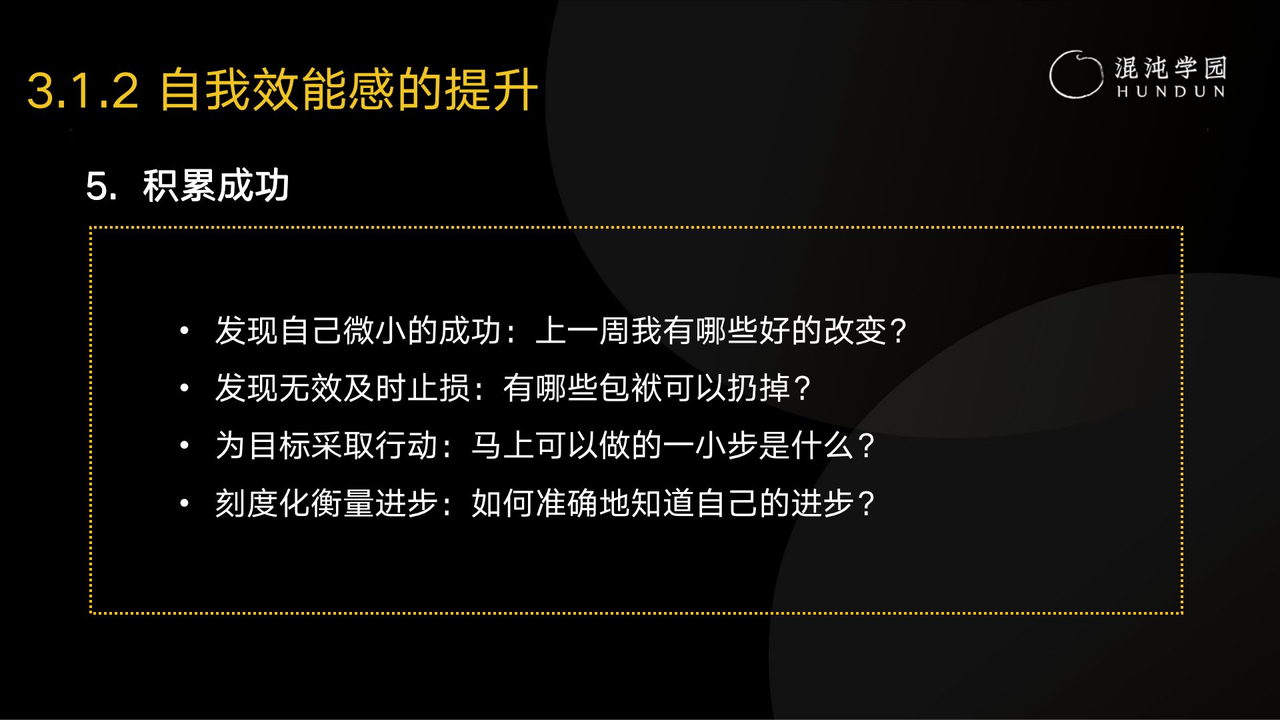 3.1.2 自我效能感的提升
混沌学园
HUNDUN
5. 积累成功
• 发现自己微小的成功：上一周我有哪些好的改变？
• 发现无效及时止损：有哪些包袱可以扔掉？
• 为目标采取行动：马上可以做的一小步是什么？
• 刻度化衡量进步：如何准确地知道自己的进步？